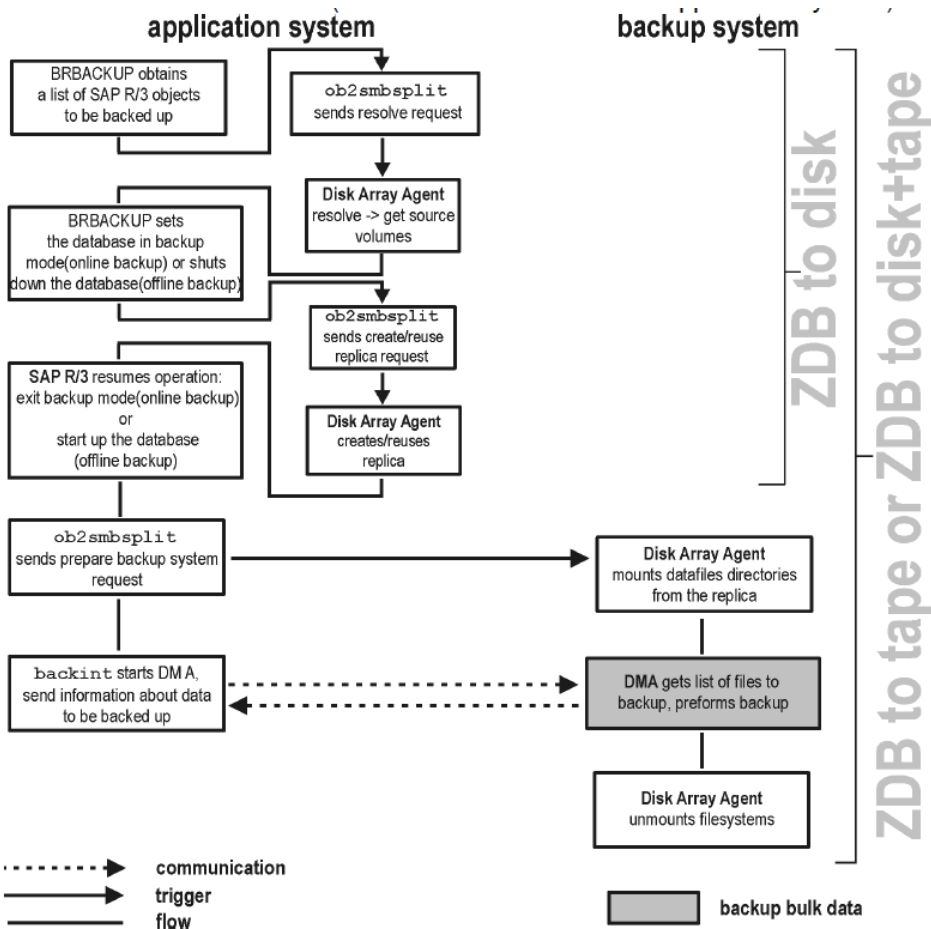 application system
backup system
BRBACKUP obtains
a list of SAP R/3 objects
to be backed up
ob2smbsplit
sends resolve request
Disk Array Agent
resolve -> get source
volumes
BRBACKUP sets
the database in backup
mode(online backup) or shuts
down the database(offline backup)
ob2smbsplit
sends create/reuse
replica request
SAP R/3 resumes operation:
exit backup mode(online backup)
or
start up the database
(offline backup)
Disk Array Agent
creates/reuses
replica
ob2smbsplit
sends prepare backup system
request
Disk Array Agent
mounts datafiles directories
from the replica
backint starts DMA,
send information about data
to be backed up
DMA gets list of files to
backup, preforms backup
Disk Array Agent
unmounts filesystems
ZDB to disk
ZDB to tape or ZDB to disk+tape
communication
trigger
flow
backup bulk data